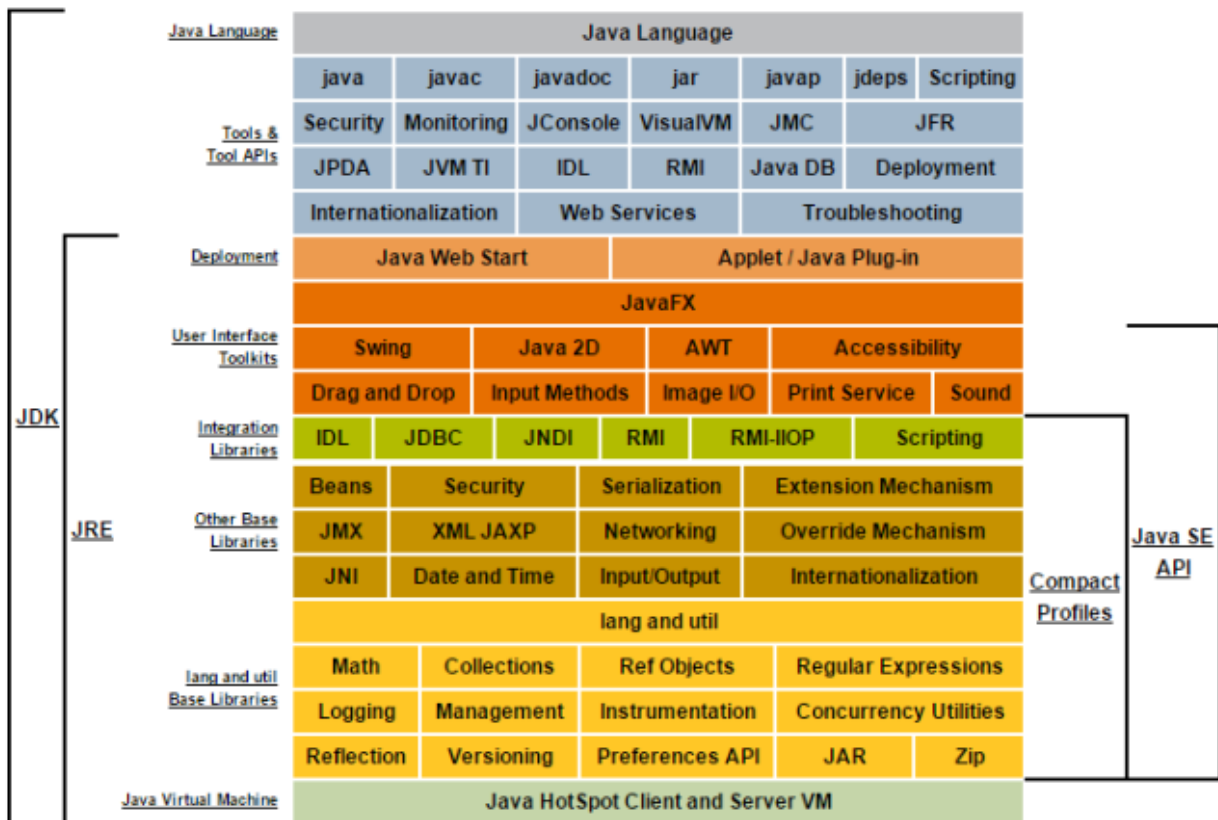 Java Language Java Language
java javac javadoc jar javap jdeps Scripting
Security Monitoring JConsole VisualVM JMC JFR
Tools &
Tool APIs
JPDA JVM TI IDL RMI Java DB Deployment
Internationalization Web Services Troubleshooting
Deployment Java Web Start Applet / Java Plug-in
JavaFX
User Interface
Toolkits
Swing Java 2D AWT Accessibility
Drag and Drop Input Methods Image I/O Print Service Sound
JDK
Integration
Libraries
IDL JDBC JNDI RMI RMI-IIOP Scripting
Beans Security Serialization Extension Mechanism
JRE
Other Base
Libraries
JMX XML JAXP Networking Override Mechanism
Java SE
API
JNI Date and Time Input/Output Internationalization
Compact
Profiles
lang and util
lang and util
Base Libraries
Math Collections Ref Objects Regular Expressions
Logging Management Instrumentation Concurrency Utilities
Reflection Versioning Preferences API JAR Zip
Java Virtual Machine Java HotSpot Client and Server VM